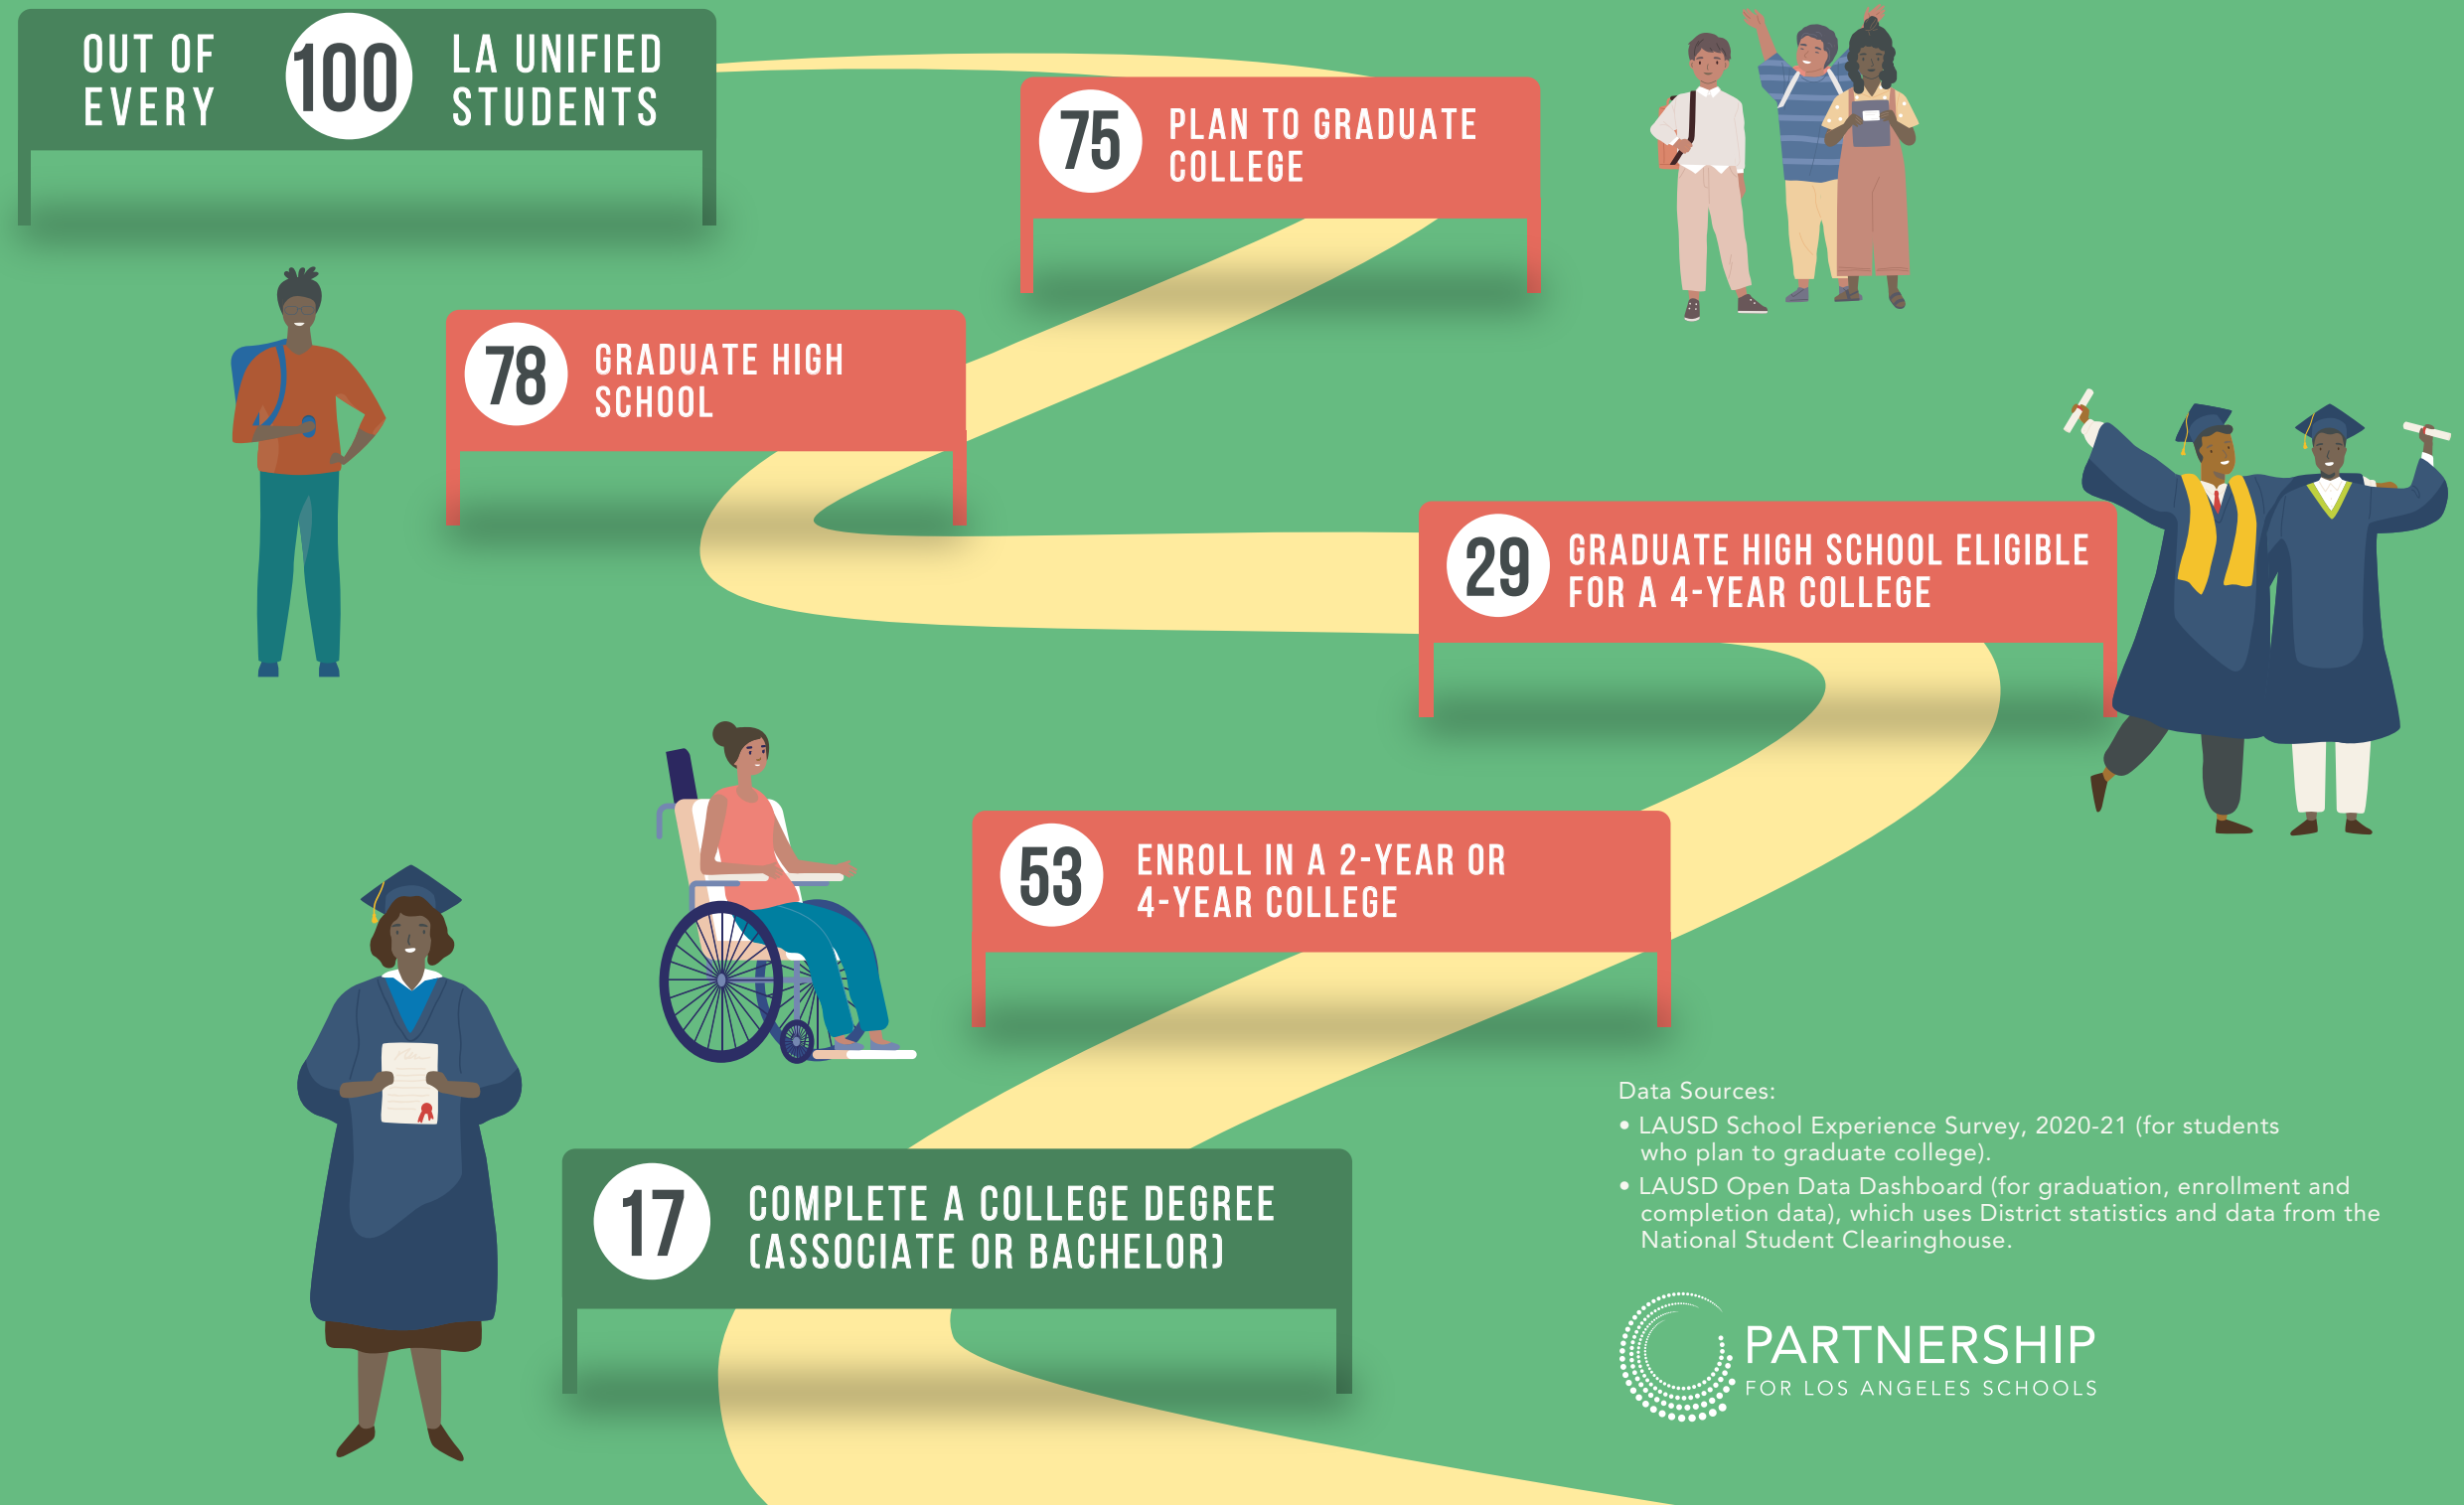 OUT OF
EVERY
100
LA UNIFIED
STUDENTS
75
PLAN TO GRADUATE
COLLEGE
78
GRADUATE HIGH
SCHOOL
29
GRADUATE HIGH SCHOOL ELIGIBLE
FOR A 4-YEAR COLLEGE
53
ENROLL IN A 2-YEAR OR
4-YEAR COLLEGE
17
COMPLETE A COLLEGE DEGREE
(ASSOCIATE OR BACHELOR)
Data Sources:
• LAUSD School Experience Survey, 2020-21 (for students
who plan to graduate college).
• LAUSD Open Data Dashboard (for graduation, enrollment and
completion data), which uses District statistics and data from the
National Student Clearinghouse.
PARTNERSHIP
FOR LOS ANGELES SCHOOLS